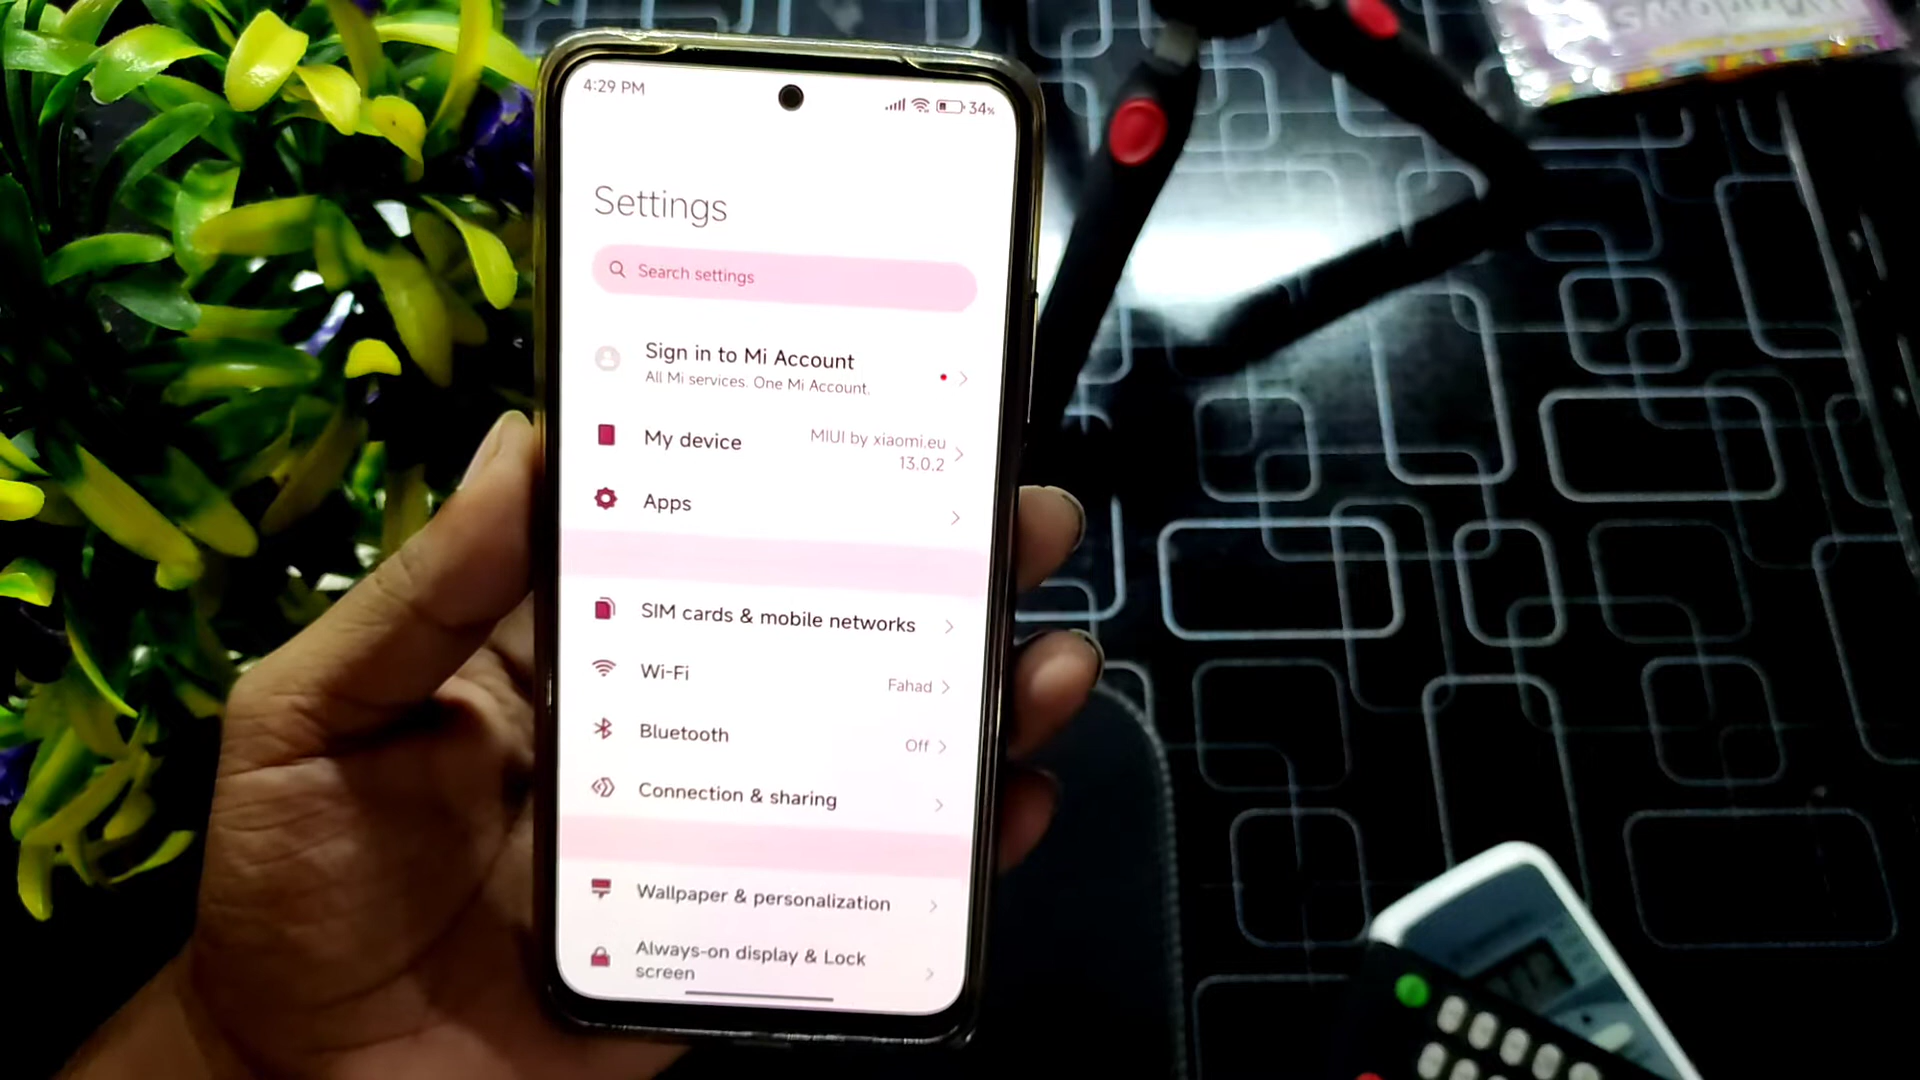 4:29 PM
34%
Settings
Search settings
Sign in to Mi Account
All Mi services. One Mi Account.
My device
MIUI by xiaomi.eu
13.0.2
Apps
SIM cards & mobile networks
Wi-Fi
Fahad
Bluetooth
Off
Connection & sharing
Wallpaper & personalization
Always-on display & Lock
screen